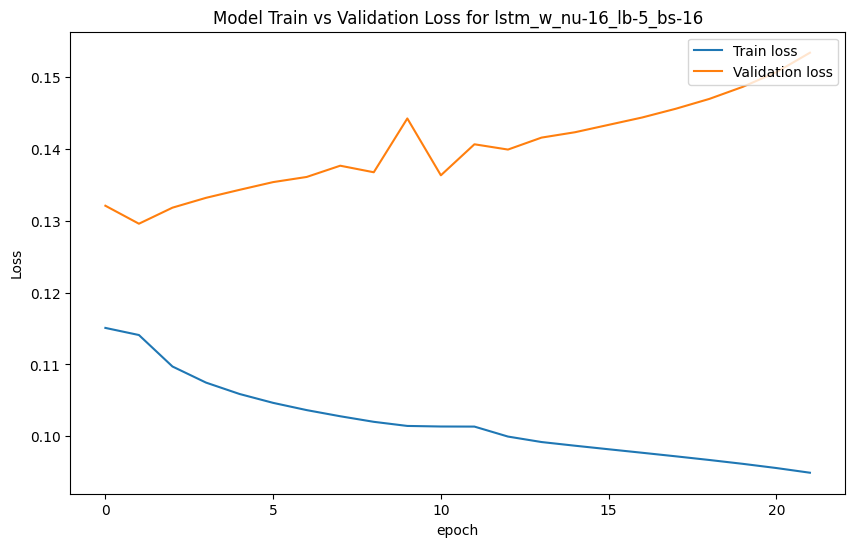 Model Train vs Validation Loss for lstm_w_nu-16_lb-5_bs-16
Train loss
Validation loss
0.15
0.14
0.13
0.12
0.11
0.10
Loss
0
5
10
15
20
epoch